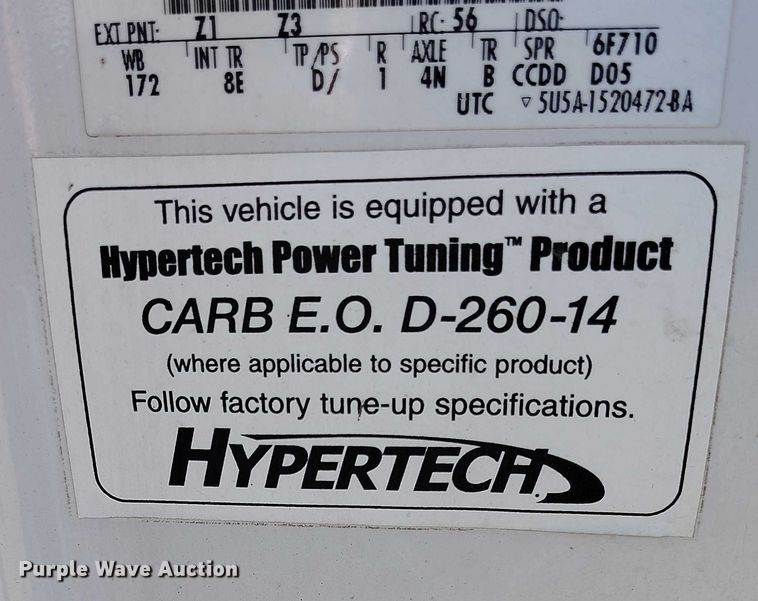 EXT PNT: Z1 Z3 RC: 56 DSO:
WB INT TR TP/PS R AXLE TR SPR 6F710
172 8E D/ 1 4N B CCDD D05
UTC ▽ 5U5A-1520472-BA
This vehicle is equipped with a
Hypertech Power Tuning™ Product
CARB E.O. D-260-14
(where applicable to specific product)
Follow factory tune-up specifications.
HYPERTECH
Purple Wave Auction